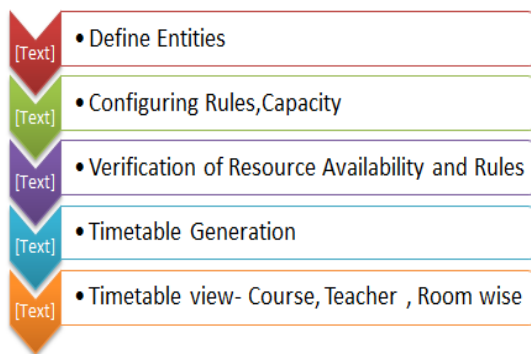 [Text]
• Define Entities
[Text]
• Configuring Rules,Capacity
[Text]
• Verification of Resource Availability and Rules
[Text]
• Timetable Generation
[Text]
• Timetable view- Course, Teacher , Room wise